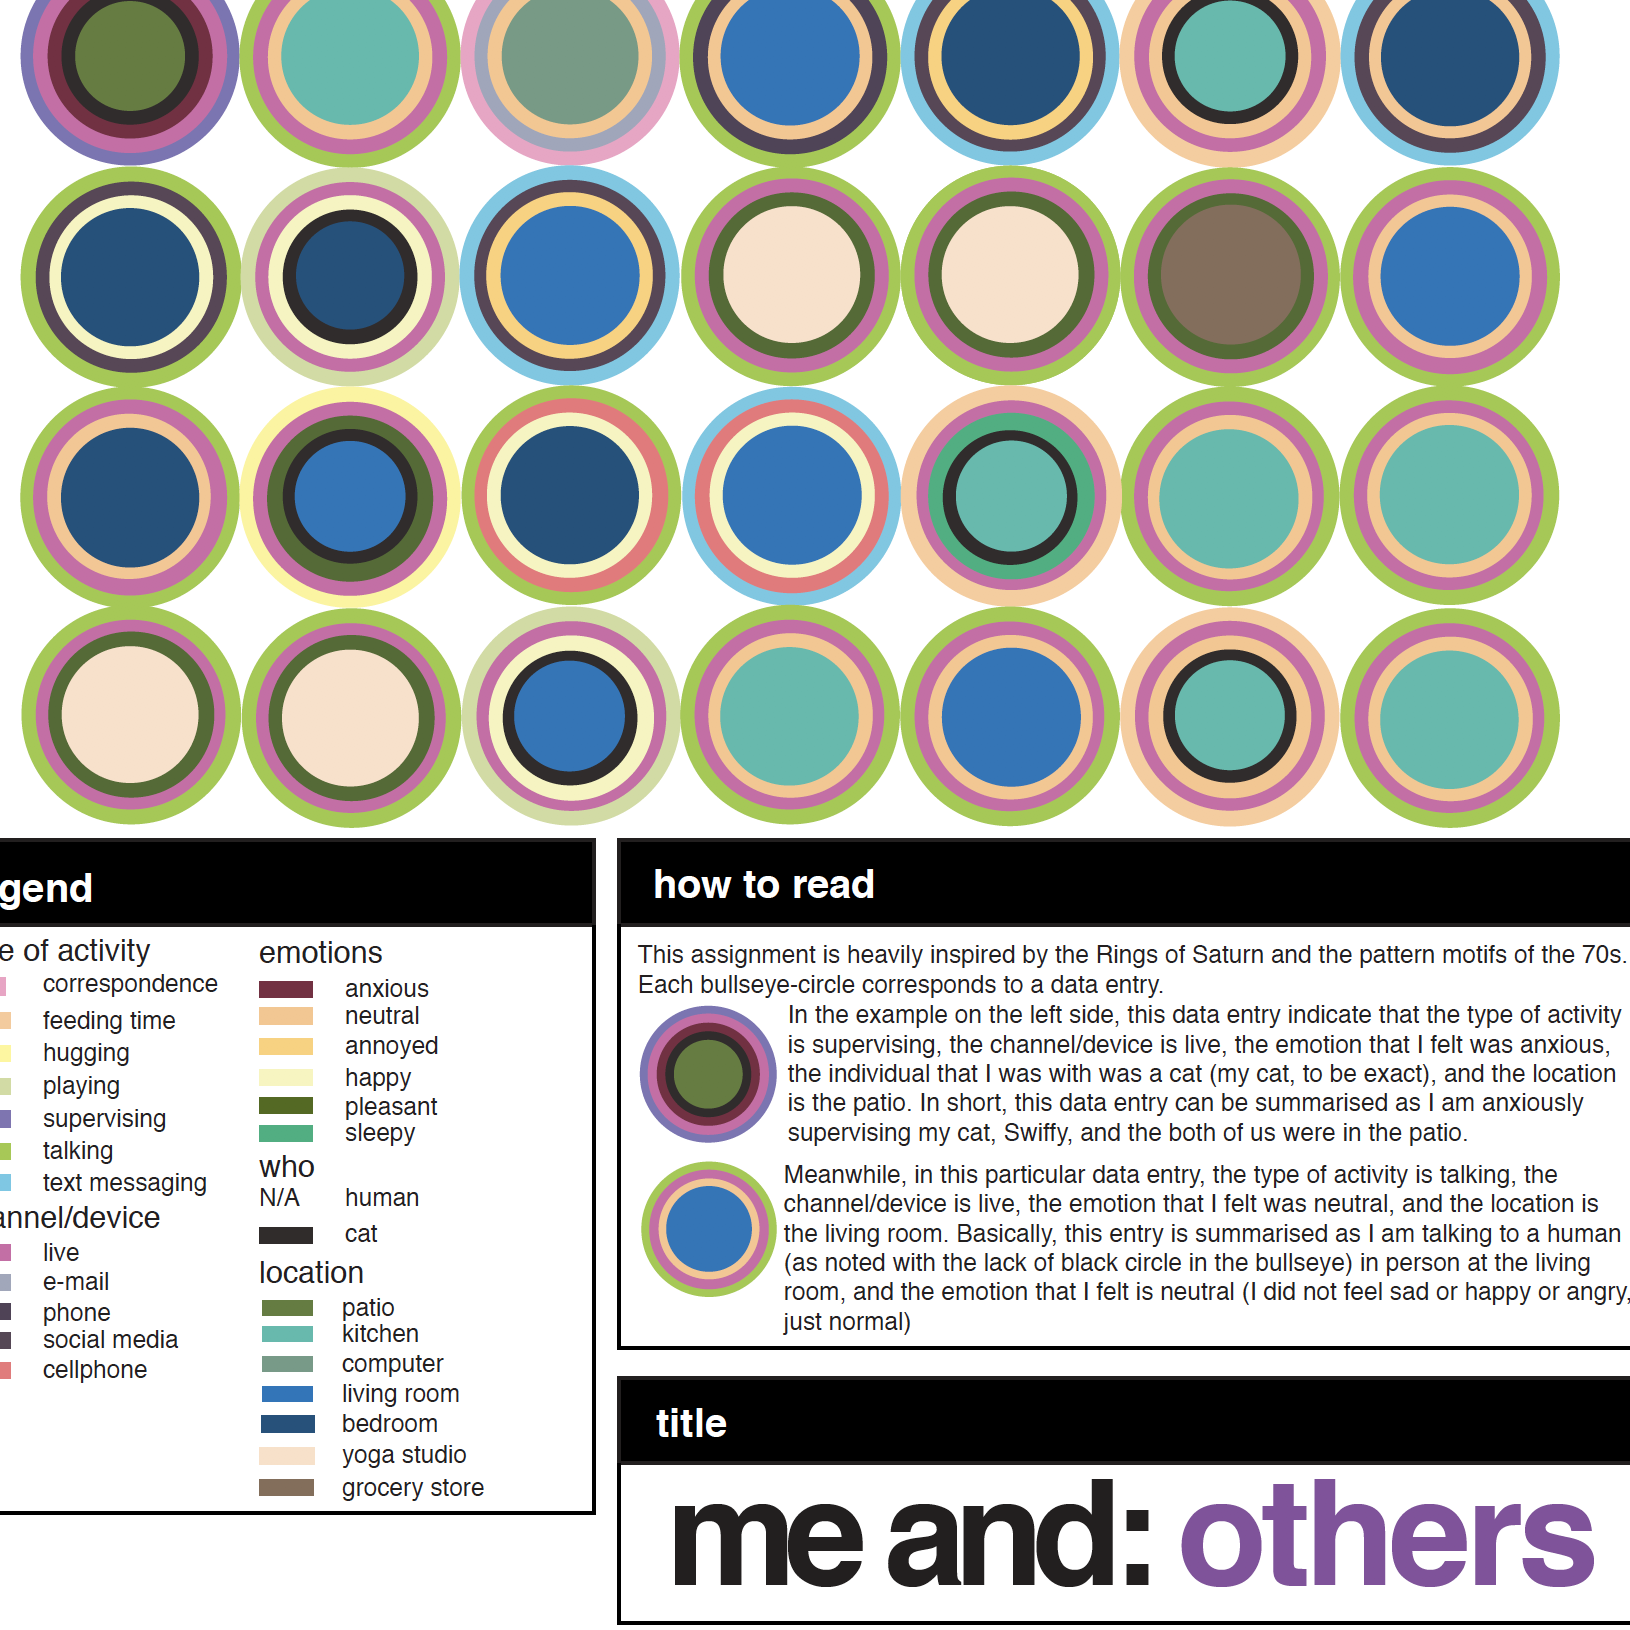 gend
e of activity
correspondence
feeding time
hugging
playing
supervising
talking
text messaging
annel/device
live
e-mail
phone
social media
cellphone
emotions
anxious
neutral
annoyed
happy
pleasant
sleepy
who
N/A human
cat
location
patio
kitchen
computer
living room
bedroom
yoga studio
grocery store
how to read
This assignment is heavily inspired by the Rings of Saturn and the pattern motifs of the 70s.
Each bullseye-circle corresponds to a data entry.
In the example on the left side, this data entry indicate that the type of activity
is supervising, the channel/device is live, the emotion that I felt was anxious,
the individual that I was with was a cat (my cat, to be exact), and the location
is the patio. In short, this data entry can be summarised as I am anxiously
supervising my cat, Swiffy, and the both of us were in the patio.
Meanwhile, in this particular data entry, the type of activity is talking, the
channel/device is live, the emotion that I felt was neutral, and the location is
the living room. Basically, this entry is summarised as I am talking to a human
(as noted with the lack of black circle in the bullseye) in person at the living
room, and the emotion that I felt is neutral (I did not feel sad or happy or angry,
just normal)
title
me and: others